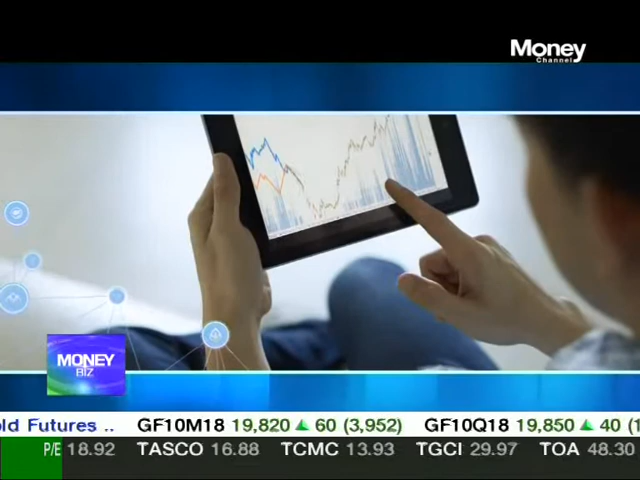 Money
Channel
MONEY
BIZ
old Futures .. GF10M18 19,820 ▲ 60 (3,952) GF10Q18 19,850 ▲ 40 (1
P/E 18.92 TASCO 16.88 TCMC 13.93 TGCI 29.97 TOA 48.30